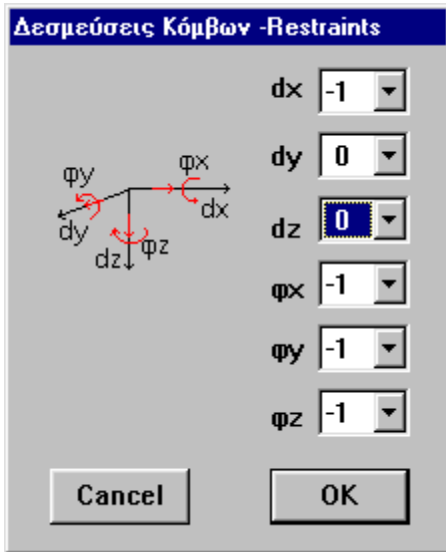 Δεσμεύσεις Κόμβων -Restraints
dx -1
dy 0
dz 0
φx -1
φy -1
φz -1
φy φx
dy dx
dz φz
Cancel OK